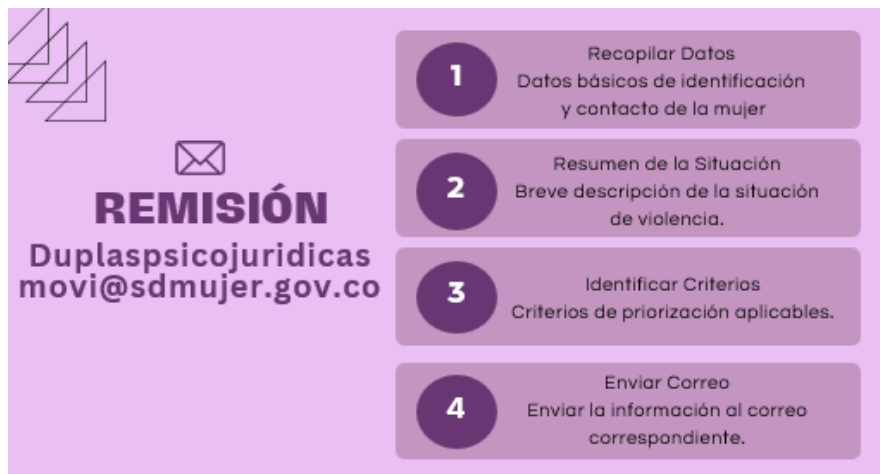 REMISIÓN
Duplaspsicojuridicas
movi@sdmujer.gov.co
1
Recopilar Datos
Datos básicos de identificación
y contacto de la mujer
2
Resumen de la Situación
Breve descripción de la situación
de violencia.
3
Identificar Criterios
Criterios de priorización aplicables.
4
Enviar Correo
Enviar la información al correo
correspondiente.